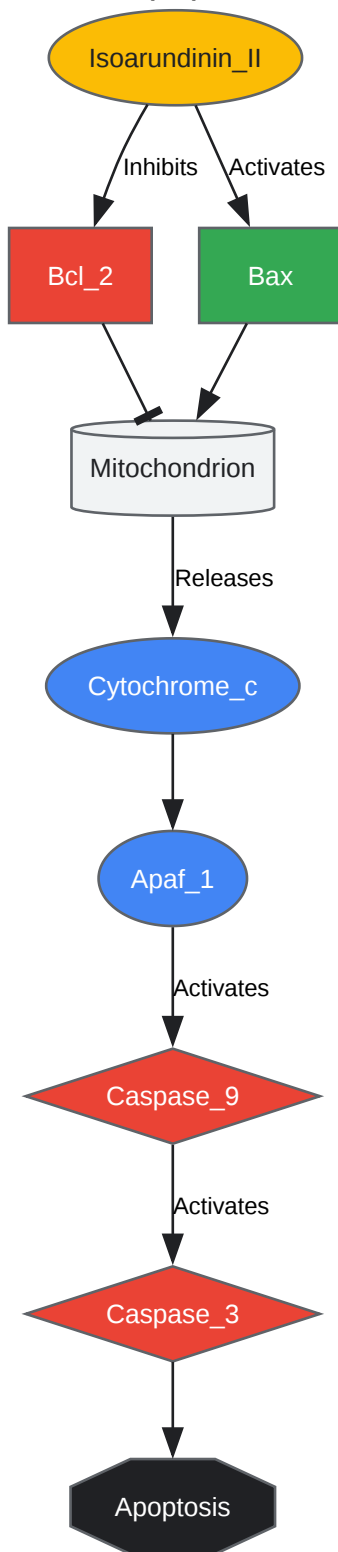 Isoarundinin_II
Inhibits
Activates
Bcl_2
Bax
Mitochondrion
Releases
Cytochrome_c
Apaf_1
Activates
Caspase_9
Activates
Caspase_3
Apoptosis